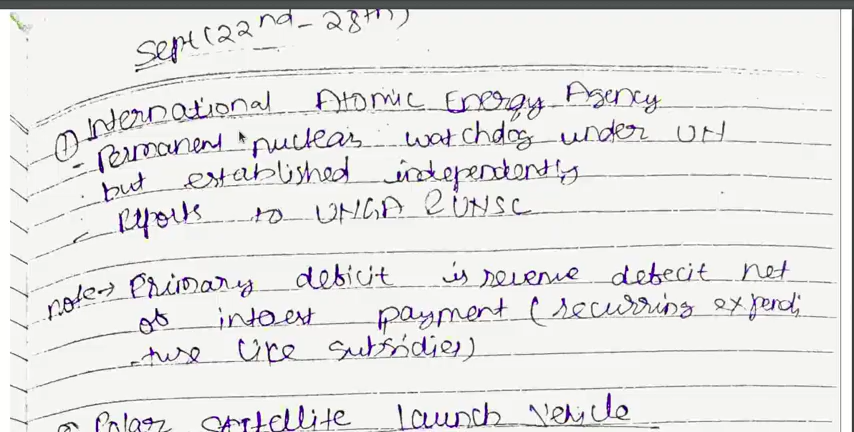 Sept (22nd - 28th)
① International Atomic Energy Agency
- Permanent nuclear watchdog under UN
but established independently
- Reports to UNGA & UNSC
note → Primary deficit is revenue defecit net
of interest payment (recurring expendi
-ture like subsidies)
Polar Satellite Launch Vehicle